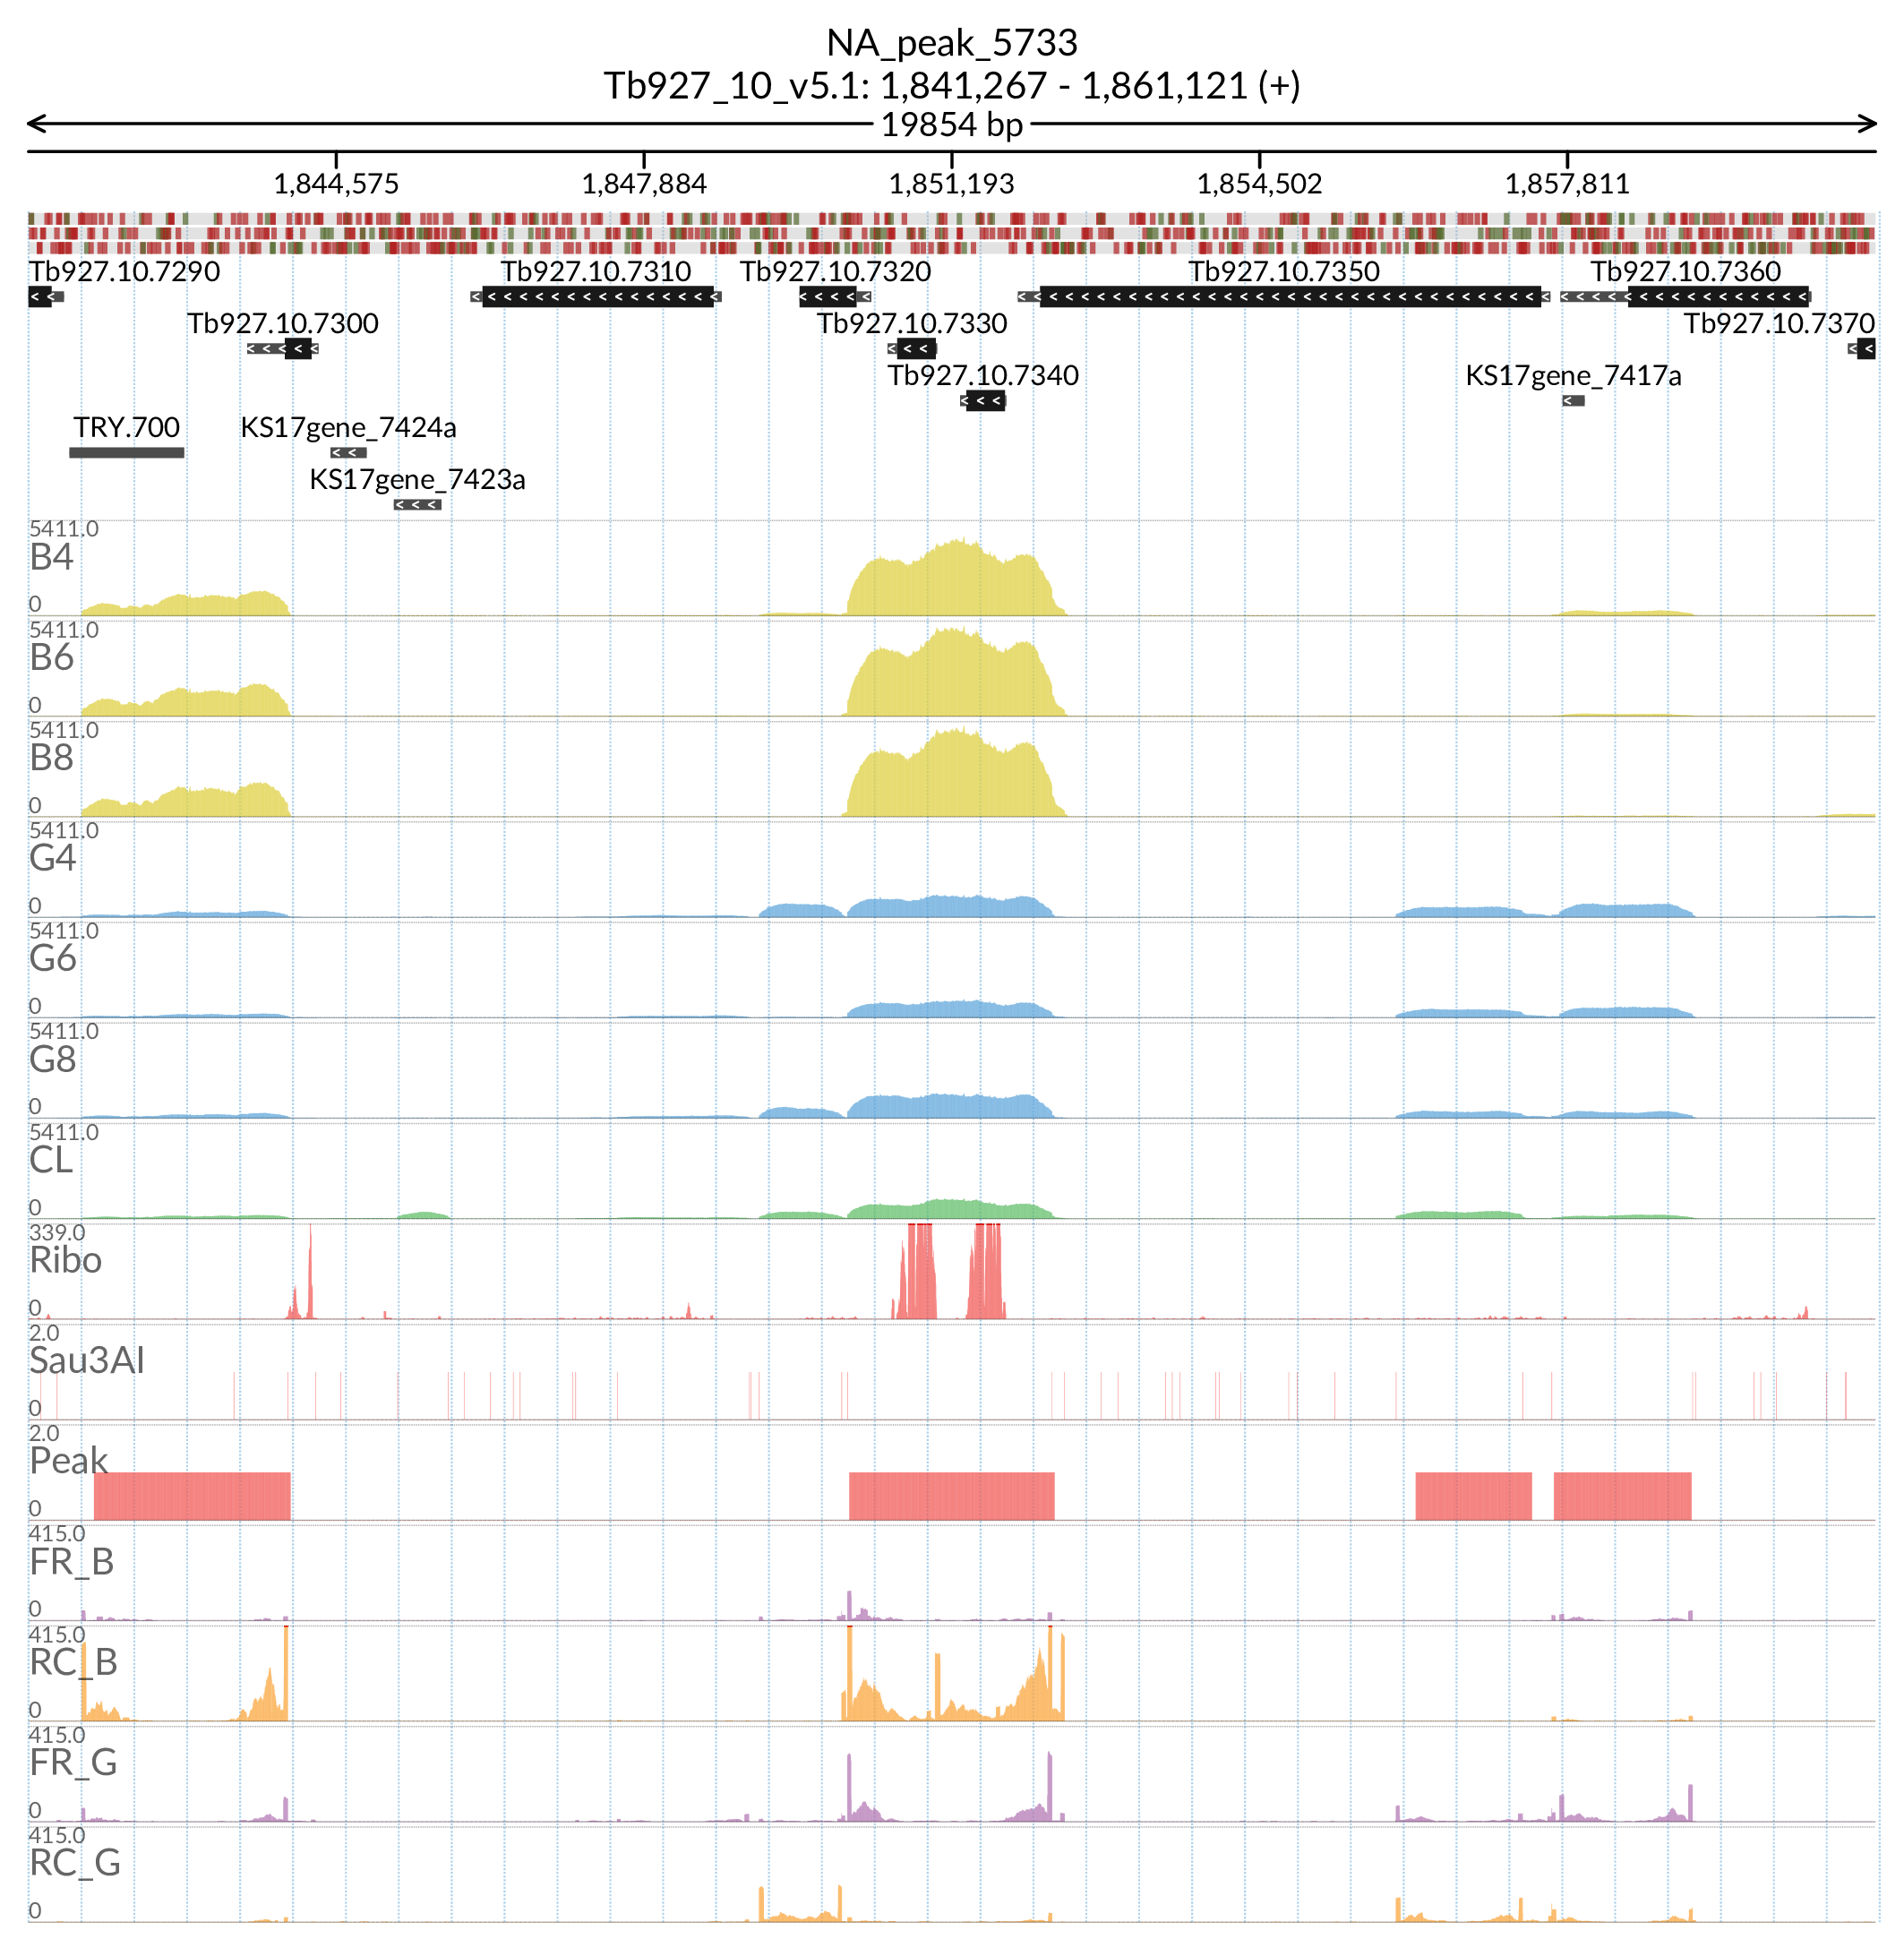 NA_peak_5733
Tb927_10_v5.1: 1,841,267 - 1,861,121 (+)
19854 bp
1,844,575 1,847,884 1,851,193 1,854,502 1,857,811
Tb927.10.7290 Tb927.10.7310 Tb927.10.7320 Tb927.10.7350 Tb927.10.7360
Tb927.10.7300 Tb927.10.7330 Tb927.10.7370
Tb927.10.7340 KS17gene_7417a
TRY.700 KS17gene_7424a
KS17gene_7423a
5411.0
B4
0
5411.0
B6
0
5411.0
B8
0
5411.0
G4
0
5411.0
G6
0
5411.0
G8
0
5411.0
CL
0
339.0
Ribo
0
2.0
Sau3AI
0
2.0
Peak
0
415.0
FR_B
0
415.0
RC_B
0
415.0
FR_G
0
415.0
RC_G
0